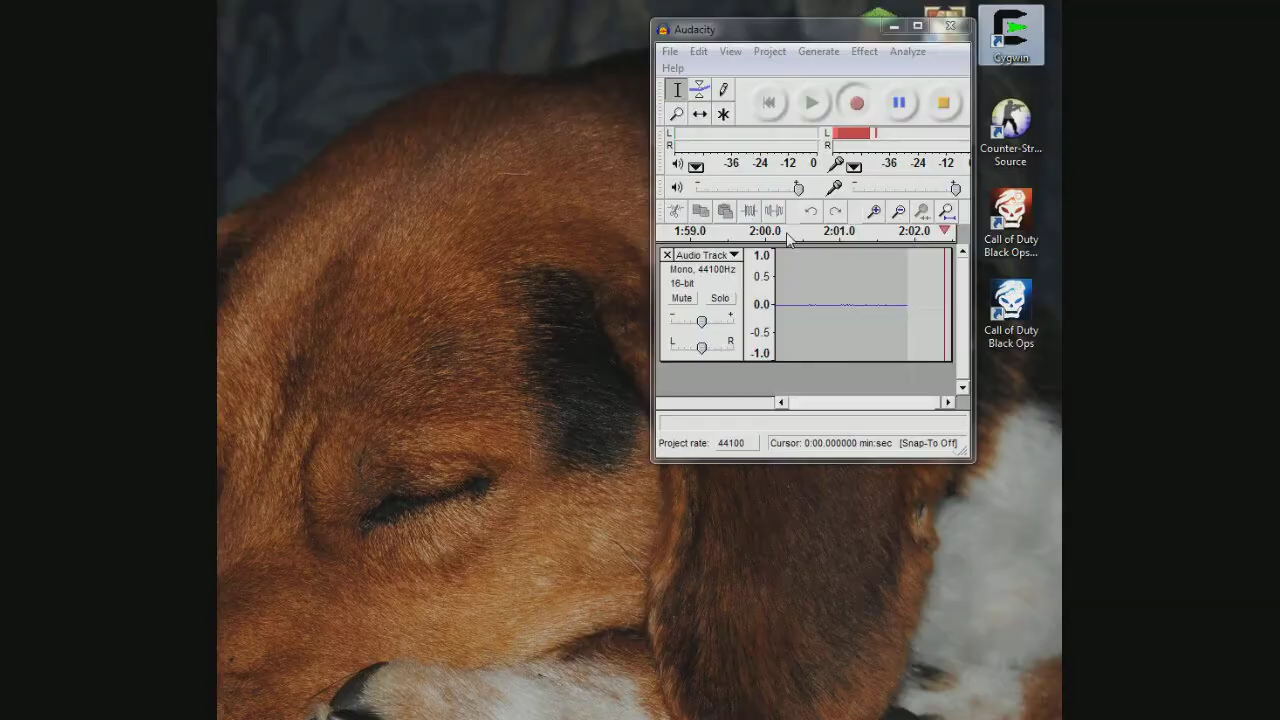 Audacity
File Edit View Project Generate Effect Analyze
Help
L
R
-36 -24 -12 0
L
R
-36 -24 -12
1:59.0 2:00.0 2:01.0 2:02.0
Audio Track
Mono, 44100Hz
16-bit
Mute Solo
L R
1.0
0.5
0.0
-0.5
-1.0
Project rate: 44100 Cursor: 0:00.000000 min:sec [Snap-To Off]
Cygwin
Counter-Str...
Source
Call of Duty
Black Ops...
Call of Duty
Black Ops